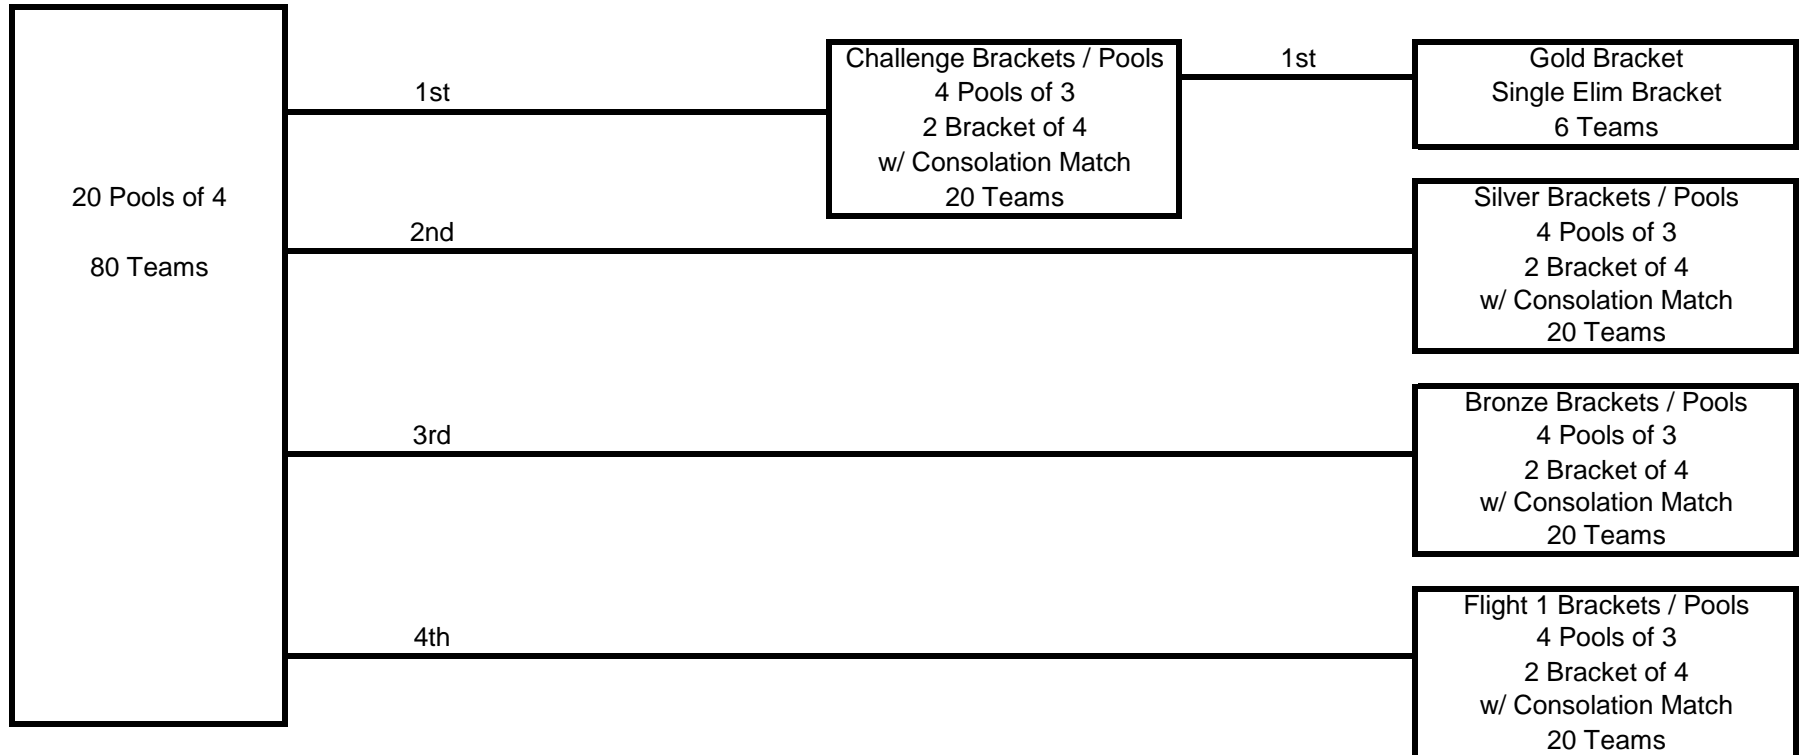 20 Pools of 4
80 Teams
1st
2nd
3rd
4th
Challenge Brackets / Pools
4 Pools of 3
2 Bracket of 4
w/ Consolation Match
20 Teams
1st
Gold Bracket
Single Elim Bracket
6 Teams
Silver Brackets / Pools
4 Pools of 3
2 Bracket of 4
w/ Consolation Match
20 Teams
Bronze Brackets / Pools
4 Pools of 3
2 Bracket of 4
w/ Consolation Match
20 Teams
Flight 1 Brackets / Pools
4 Pools of 3
2 Bracket of 4
w/ Consolation Match
20 Teams